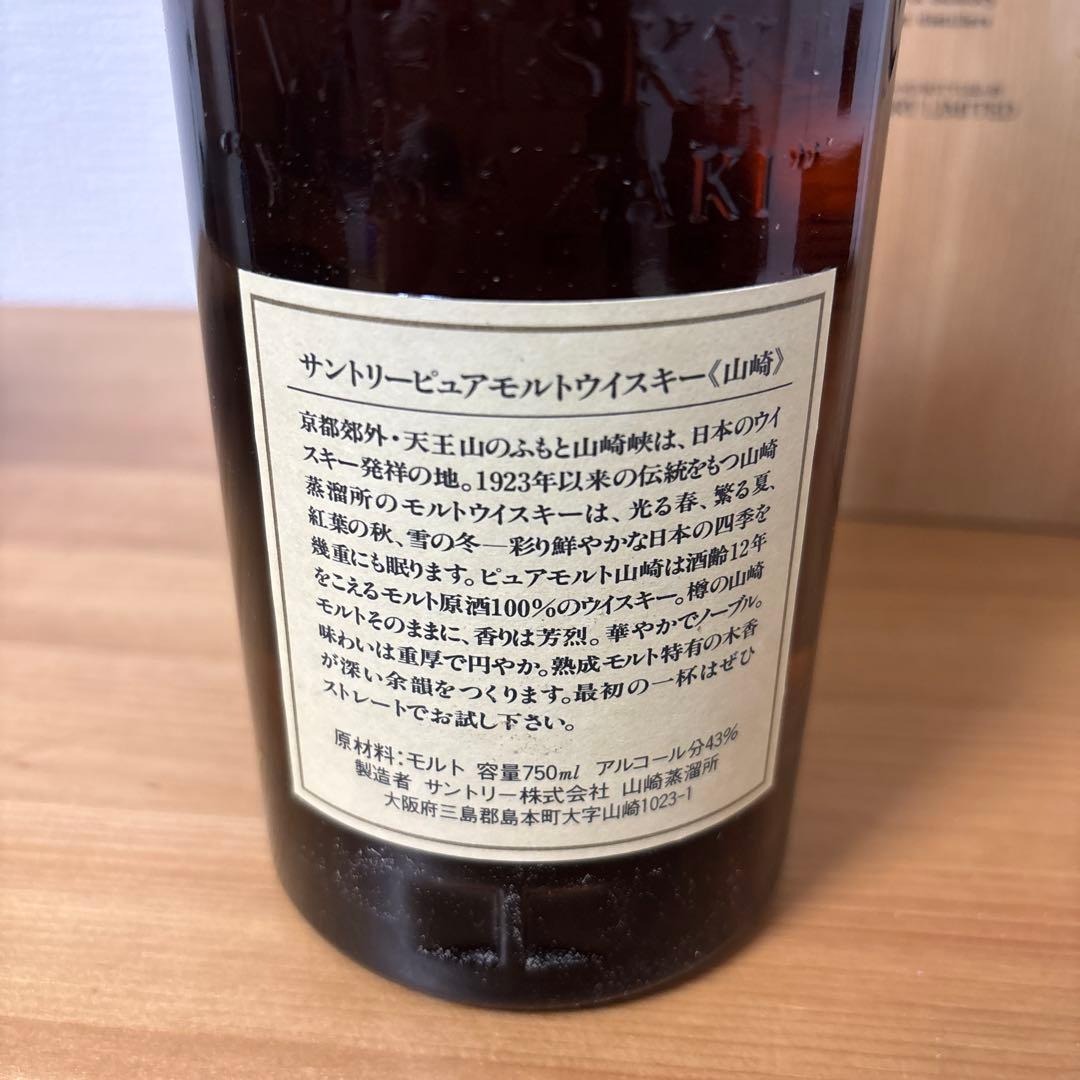 サントリーピュアモルトウイスキー《山崎》
京都郊外・天王山のふもと山崎峡は、日本のウイ
スキー発祥の地。1923年以来の伝統をもつ山崎
蒸溜所のモルトウイスキーは、光る春、繁る夏、
紅葉の秋、雪の冬―彩り鮮やかな日本の四季を
幾重にも眠ります。ピュアモルト山崎は酒齢12年
をこえるモルト原酒100%のウイスキー。樽の山崎
モルトそのままに、香りは芳烈。華やかでノーブル。
味わいは重厚で円やか。熟成モルト特有の木香
が深い余韻をつくります。最初の一杯はぜひ
ストレートでお試し下さい。
原材料:モルト 容量750ml アルコール分43%
製造者 サントリー株式会社 山崎蒸溜所
大阪府三島郡島本町大字山崎1023-1
LIMITED